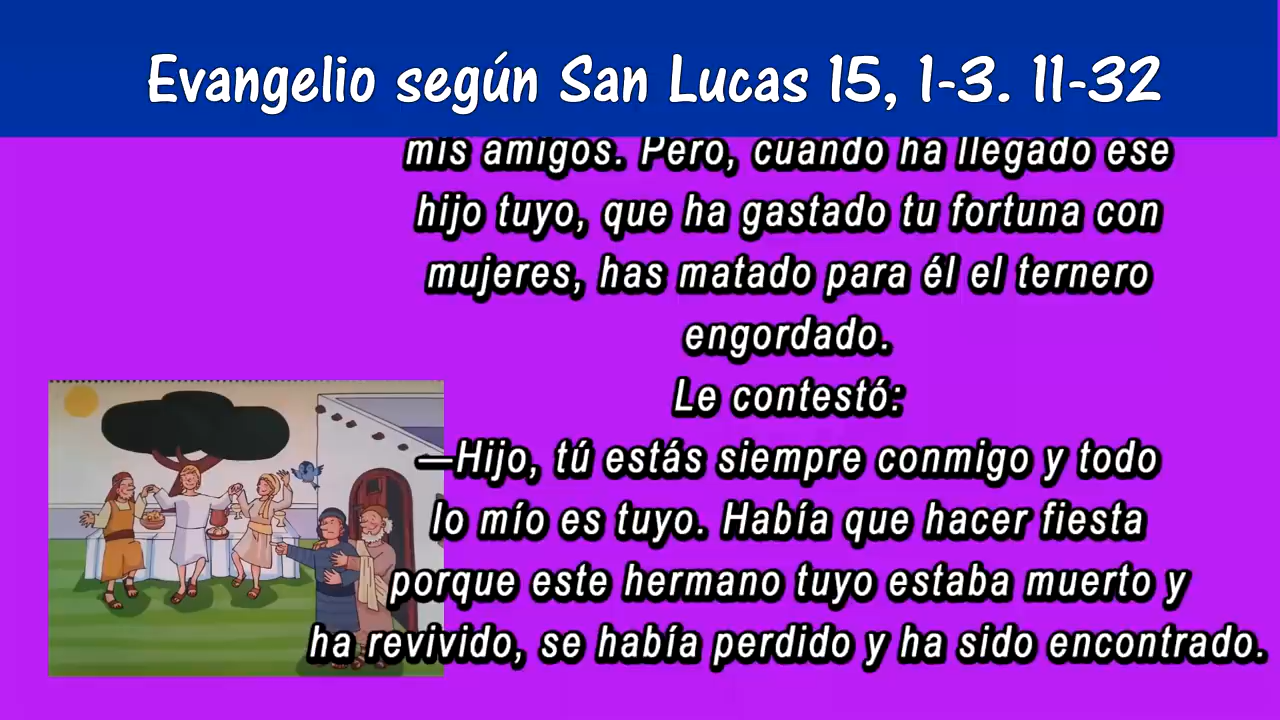 Evangelio según San Lucas 15, 1-3. 11-32
mis amigos. Pero, cuando ha llegado ese
hijo tuyo, que ha gastado tu fortuna con
mujeres, has matado para él el ternero
engordado.
Le contestó:
—Hijo, tú estás siempre conmigo y todo
lo mío es tuyo. Había que hacer fiesta
porque este hermano tuyo estaba muerto y
ha revivido, se había perdido y ha sido encontrado.